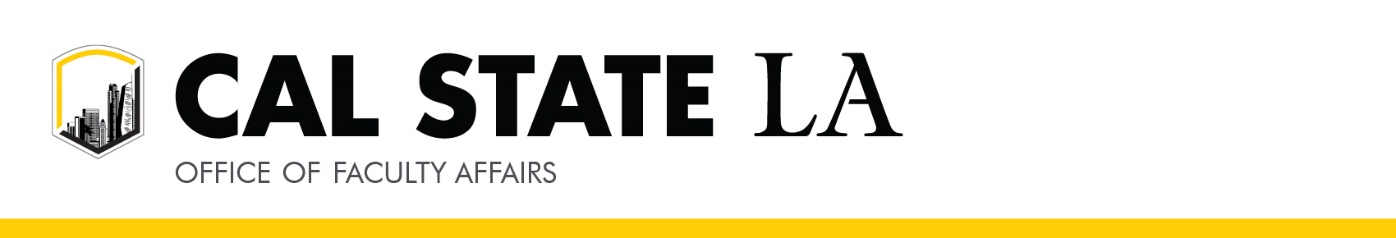 CAL STATE LA
OFFICE OF FACULTY AFFAIRS